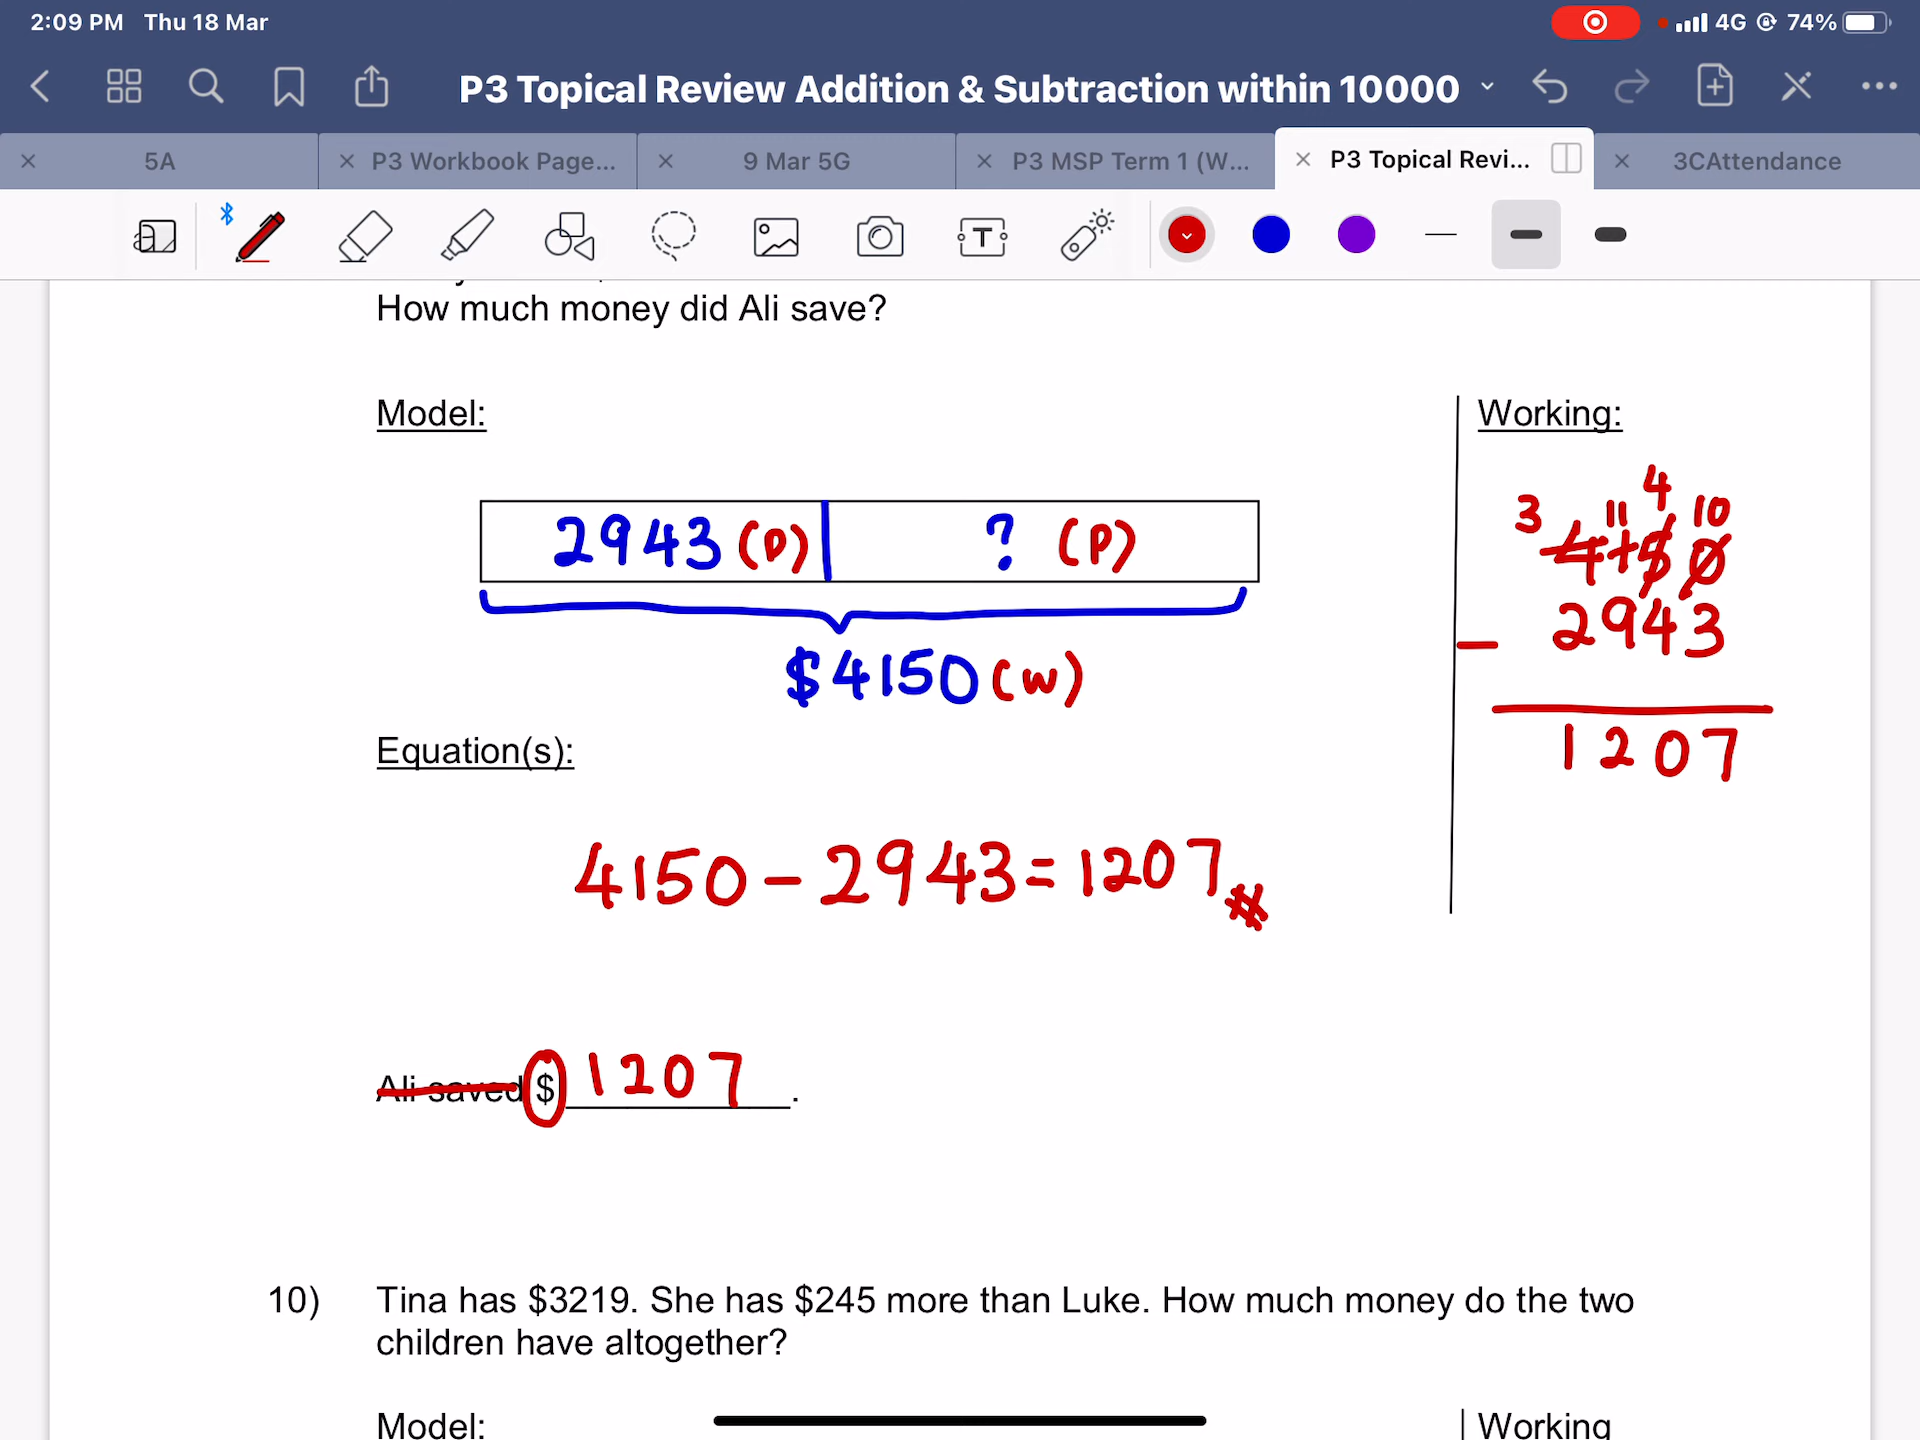 2:09 PM Thu 18 Mar
4G 74%
P3 Topical Review Addition & Subtraction within 10000
5A
P3 Workbook Page...
9 Mar 5G
P3 MSP Term 1 (W...
P3 Topical Revi...
3CAttendance
How much money did Ali save?
Model:
Working:
2943 (P) ? (P)
$4150 (W)
4
3 11 10
4150
- 2943
1207
Equation(s):
4150 - 2943 = 1207
Ali saved $ 1207 .
10) Tina has $3219. She has $245 more than Luke. How much money do the two
children have altogether?
Model:
Working